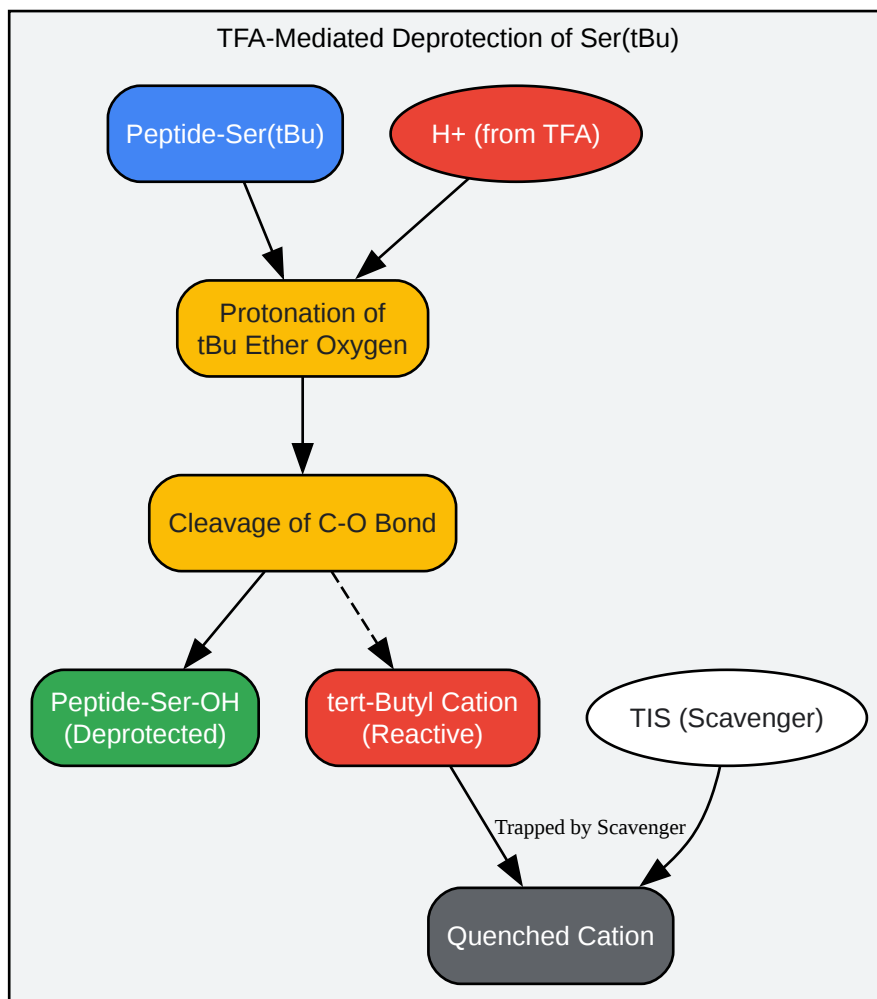 TFA-Mediated Deprotection of Ser(tBu)
Peptide-Ser(tBu)
H+ (from TFA)
Protonation of
tBu Ether Oxygen
Cleavage of C-O Bond
Peptide-Ser-OH
(Deprotected)
tert-Butyl Cation
(Reactive)
TIS (Scavenger)
Trapped by Scavenger
Quenched Cation